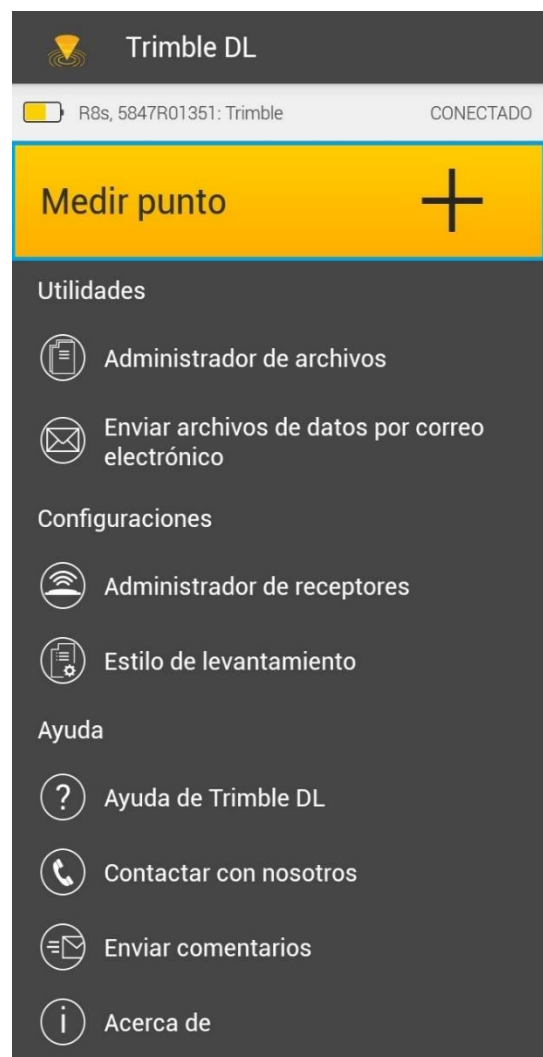 Trimble DL
R8s, 5847R01351: Trimble CONECTADO
Medir punto
Utilidades
Administrador de archivos
Enviar archivos de datos por correo
electrónico
Configuraciones
Administrador de receptores
Estilo de levantamiento
Ayuda
Ayuda de Trimble DL
Contactar con nosotros
Enviar comentarios
Acerca de